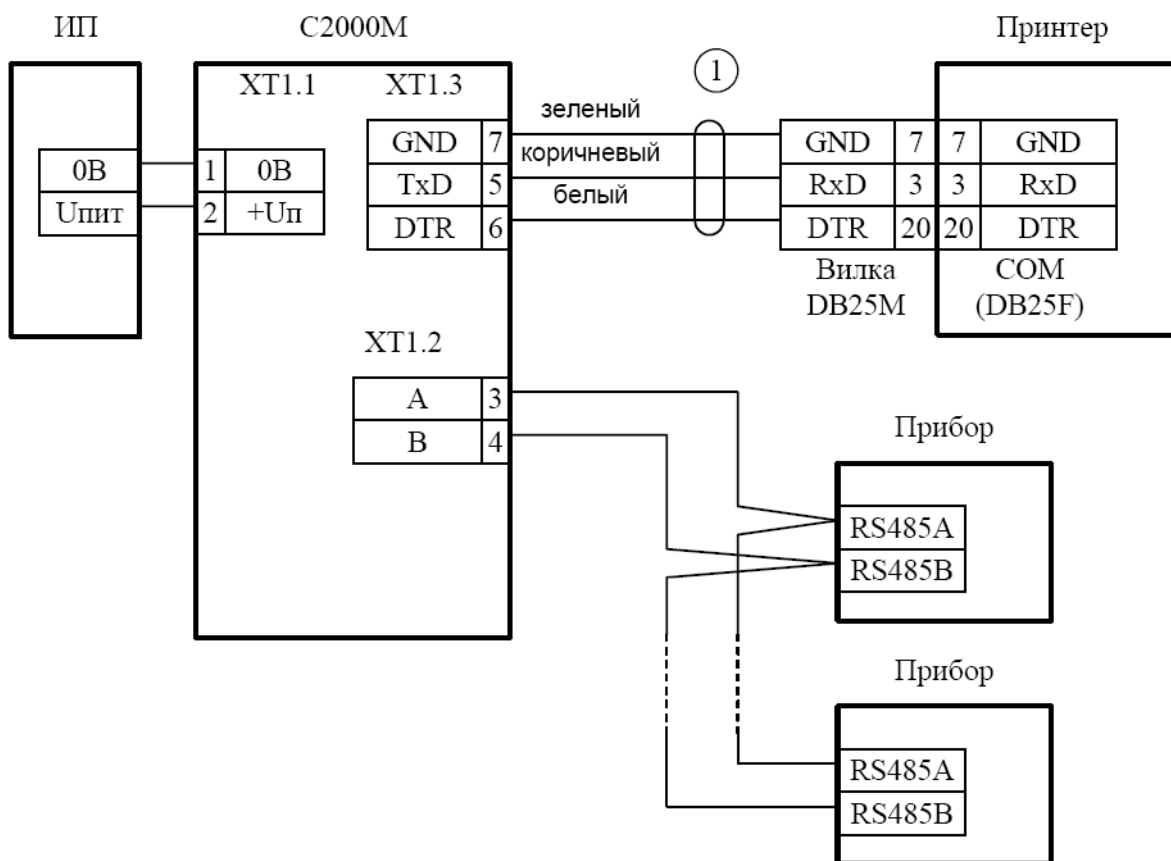 ИП
С2000М
Принтер
1
XT1.1
XT1.3
зеленый
GND 7
GND 7 7 GND
коричневый
0В 1 0В
TxD 5
RxD 3 3 RxD
белый
Uпит 2 +Uп
DTR 6
DTR 20 20 DTR
Вилка
DB25M
COM
(DB25F)
XT1.2
A 3
B 4
Прибор
RS485A
RS485B
Прибор
RS485A
RS485B